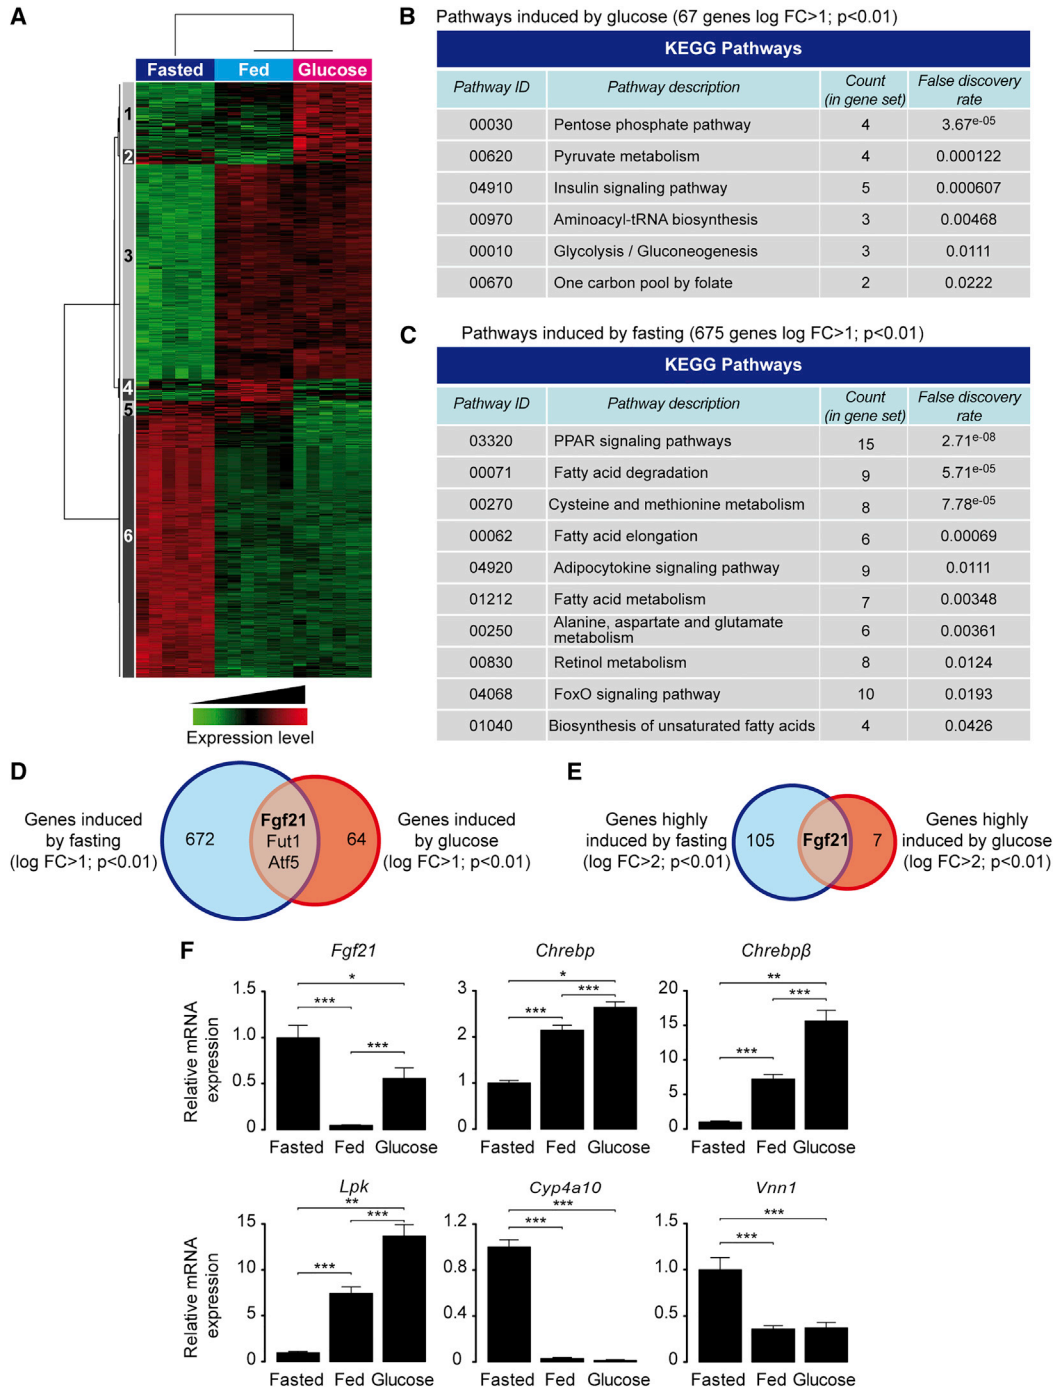 A
Fasted Fed Glucose
1
2
3
4
5
6
Expression level
B
Pathways induced by glucose (67 genes log FC>1; p<0.01)
KEGG Pathways
Pathway ID Pathway description Count (in gene set) False discovery rate
00030 Pentose phosphate pathway 4 3.67e-05
00620 Pyruvate metabolism 4 0.000122
04910 Insulin signaling pathway 5 0.000607
00970 Aminoacyl-tRNA biosynthesis 3 0.00468
00010 Glycolysis / Gluconeogenesis 3 0.0111
00670 One carbon pool by folate 2 0.0222
C
Pathways induced by fasting (675 genes log FC>1; p<0.01)
KEGG Pathways
Pathway ID Pathway description Count (in gene set) False discovery rate
03320 PPAR signaling pathways 15 2.71e-08
00071 Fatty acid degradation 9 5.71e-05
00270 Cysteine and methionine metabolism 8 7.78e-05
00062 Fatty acid elongation 6 0.00069
04920 Adipocytokine signaling pathway 9 0.0111
01212 Fatty acid metabolism 7 0.00348
00250 Alanine, aspartate and glutamate metabolism 6 0.00361
00830 Retinol metabolism 8 0.0124
04068 FoxO signaling pathway 10 0.0193
01040 Biosynthesis of unsaturated fatty acids 4 0.0426
D
Genes induced
by fasting
(log FC>1; p<0.01)
672
Fgf21
Fut1
Atf5
64
Genes induced
by glucose
(log FC>1; p<0.01)
E
Genes highly
induced by fasting
(log FC>2; p<0.01)
105
Fgf21
7
Genes highly
induced by glucose
(log FC>2; p<0.01)
F
Fgf21
Relative mRNA
expression
1.5
1.0
0.5
0
*
***
***
Fasted Fed Glucose
Chrebp
3
2
1
0
*
***
***
Fasted Fed Glucose
Chrebpβ
20
15
10
5
0
**
***
***
Fasted Fed Glucose
Lpk
Relative mRNA
expression
15
10
5
0
**
***
***
Fasted Fed Glucose
Cyp4a10
1.2
0.8
0.4
0
***
***
Fasted Fed Glucose
Vnn1
1.5
1.0
0.5
0
***
***
Fasted Fed Glucose